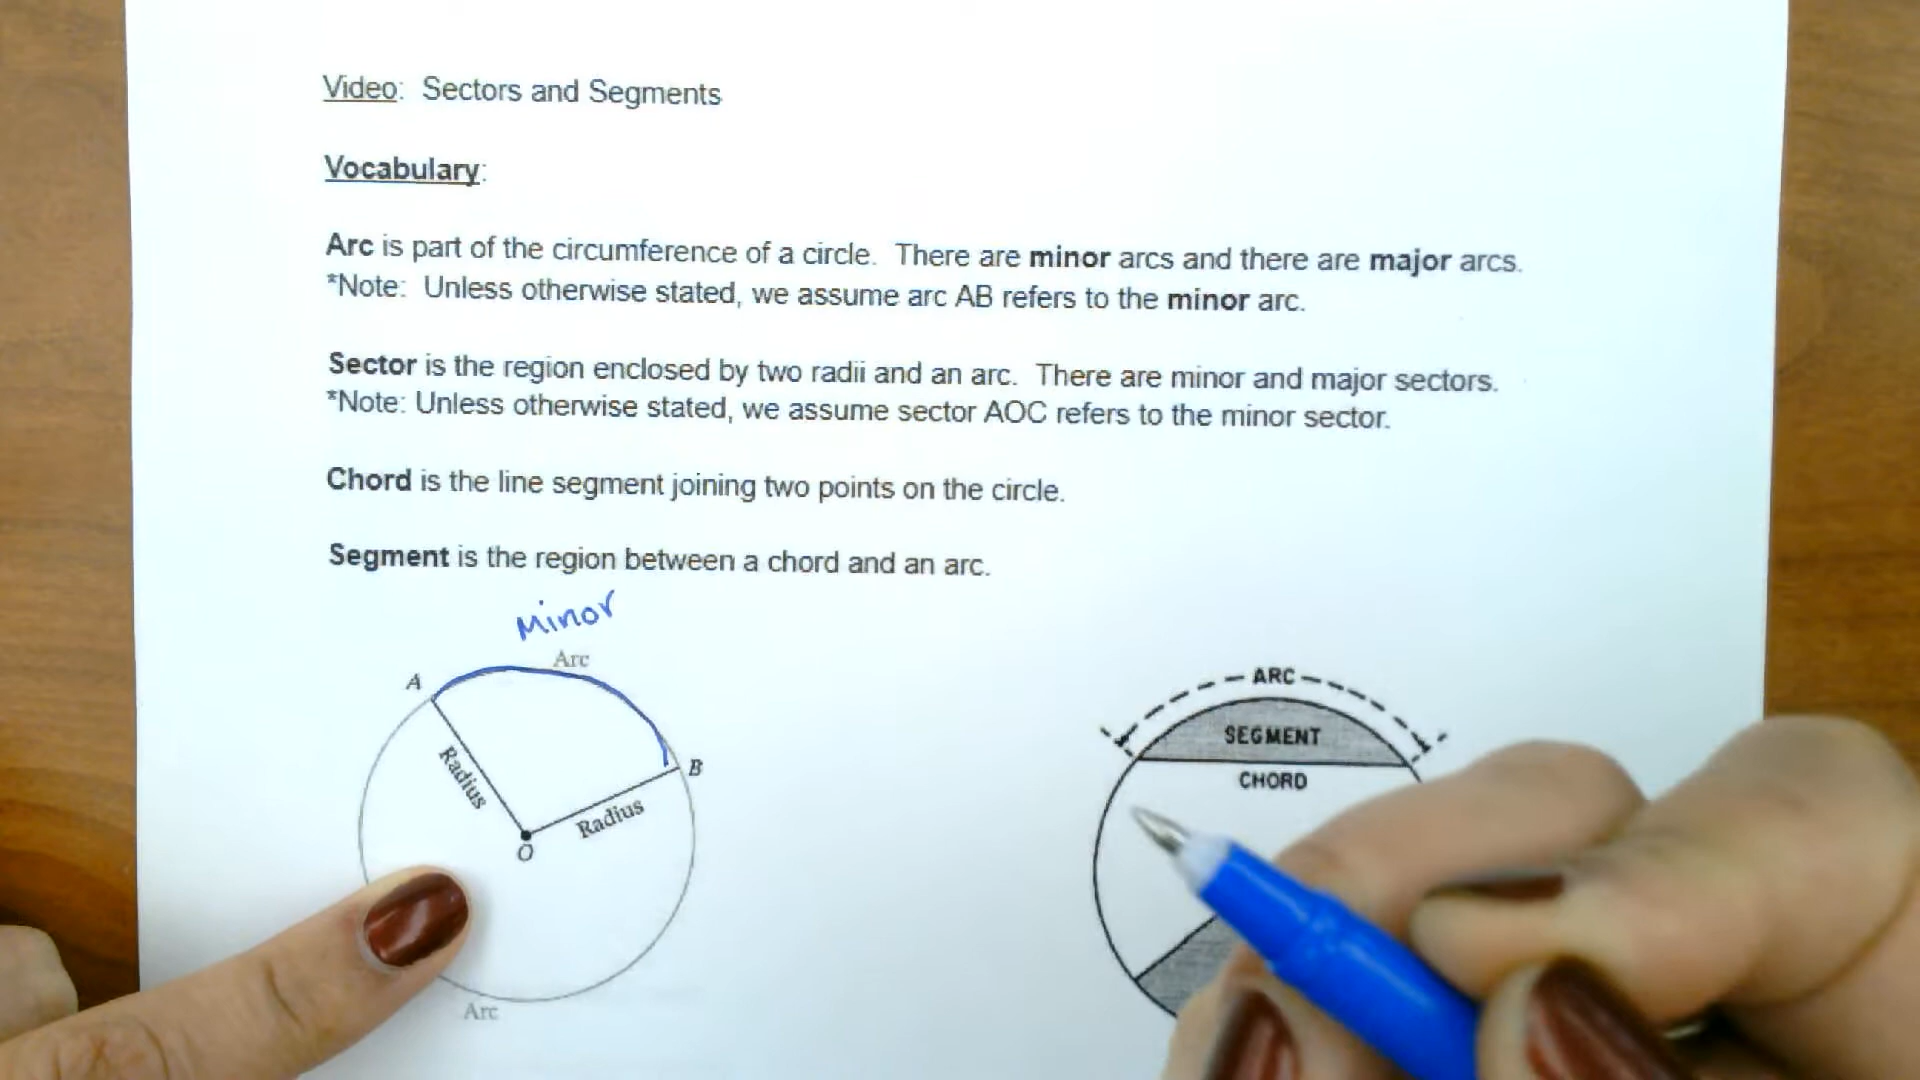 Video: Sectors and Segments
Vocabulary:
Arc is part of the circumference of a circle. There are minor arcs and there are major arcs.
*Note: Unless otherwise stated, we assume arc AB refers to the minor arc.
Sector is the region enclosed by two radii and an arc. There are minor and major sectors.
*Note: Unless otherwise stated, we assume sector AOC refers to the minor sector.
Chord is the line segment joining two points on the circle.
Segment is the region between a chord and an arc.
Minor
Arc
A
Radius
B
Radius
O
Arc
ARC
SEGMENT
CHORD